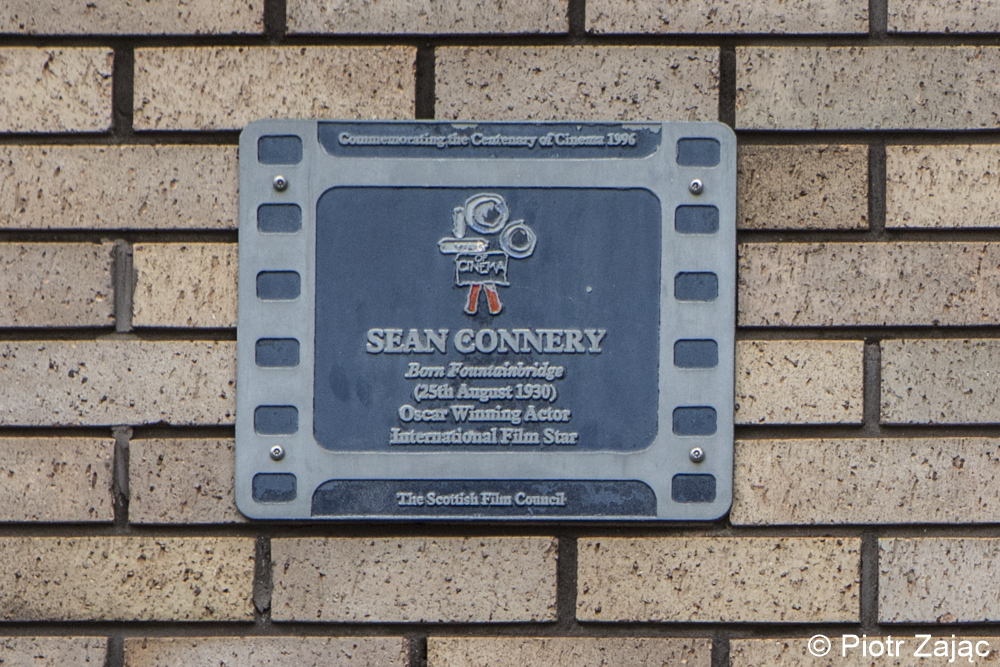 Commemorating the Centenary of Cinema 1996
OF
CINEMA
SEAN CONNERY
Born Fountainbridge
(25th August 1930)
Oscar Winning Actor
International Film Star
The Scottish Film Council
© Piotr Zając